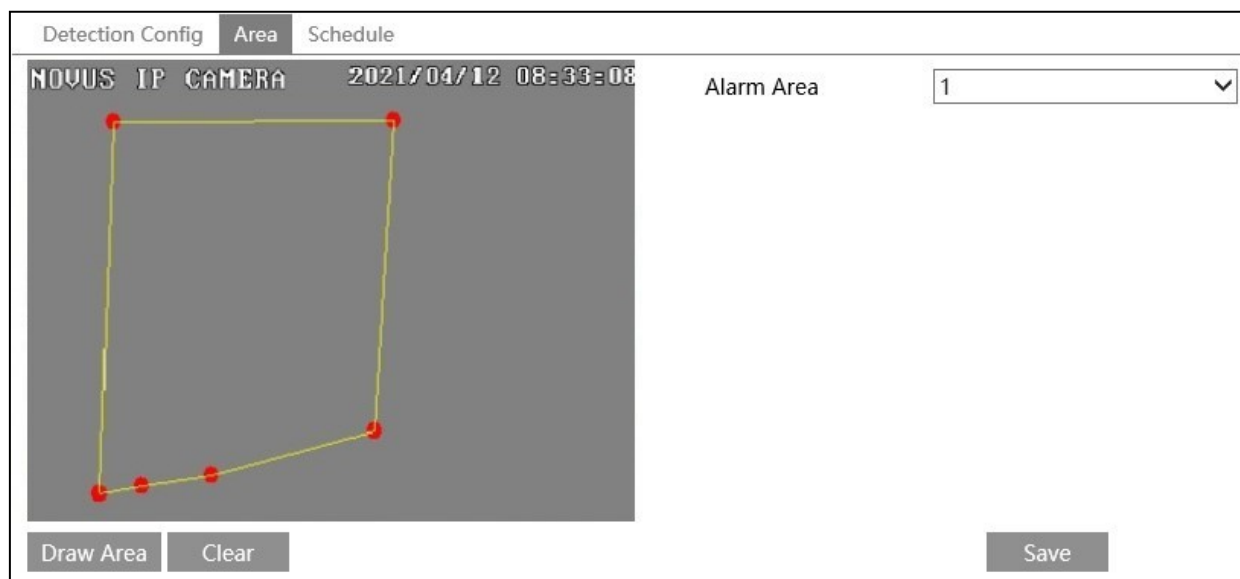 Detection Config Area Schedule
NOVUS IP CAMERA 2021/04/12 08:33:08
Alarm Area 1
Draw Area Clear Save